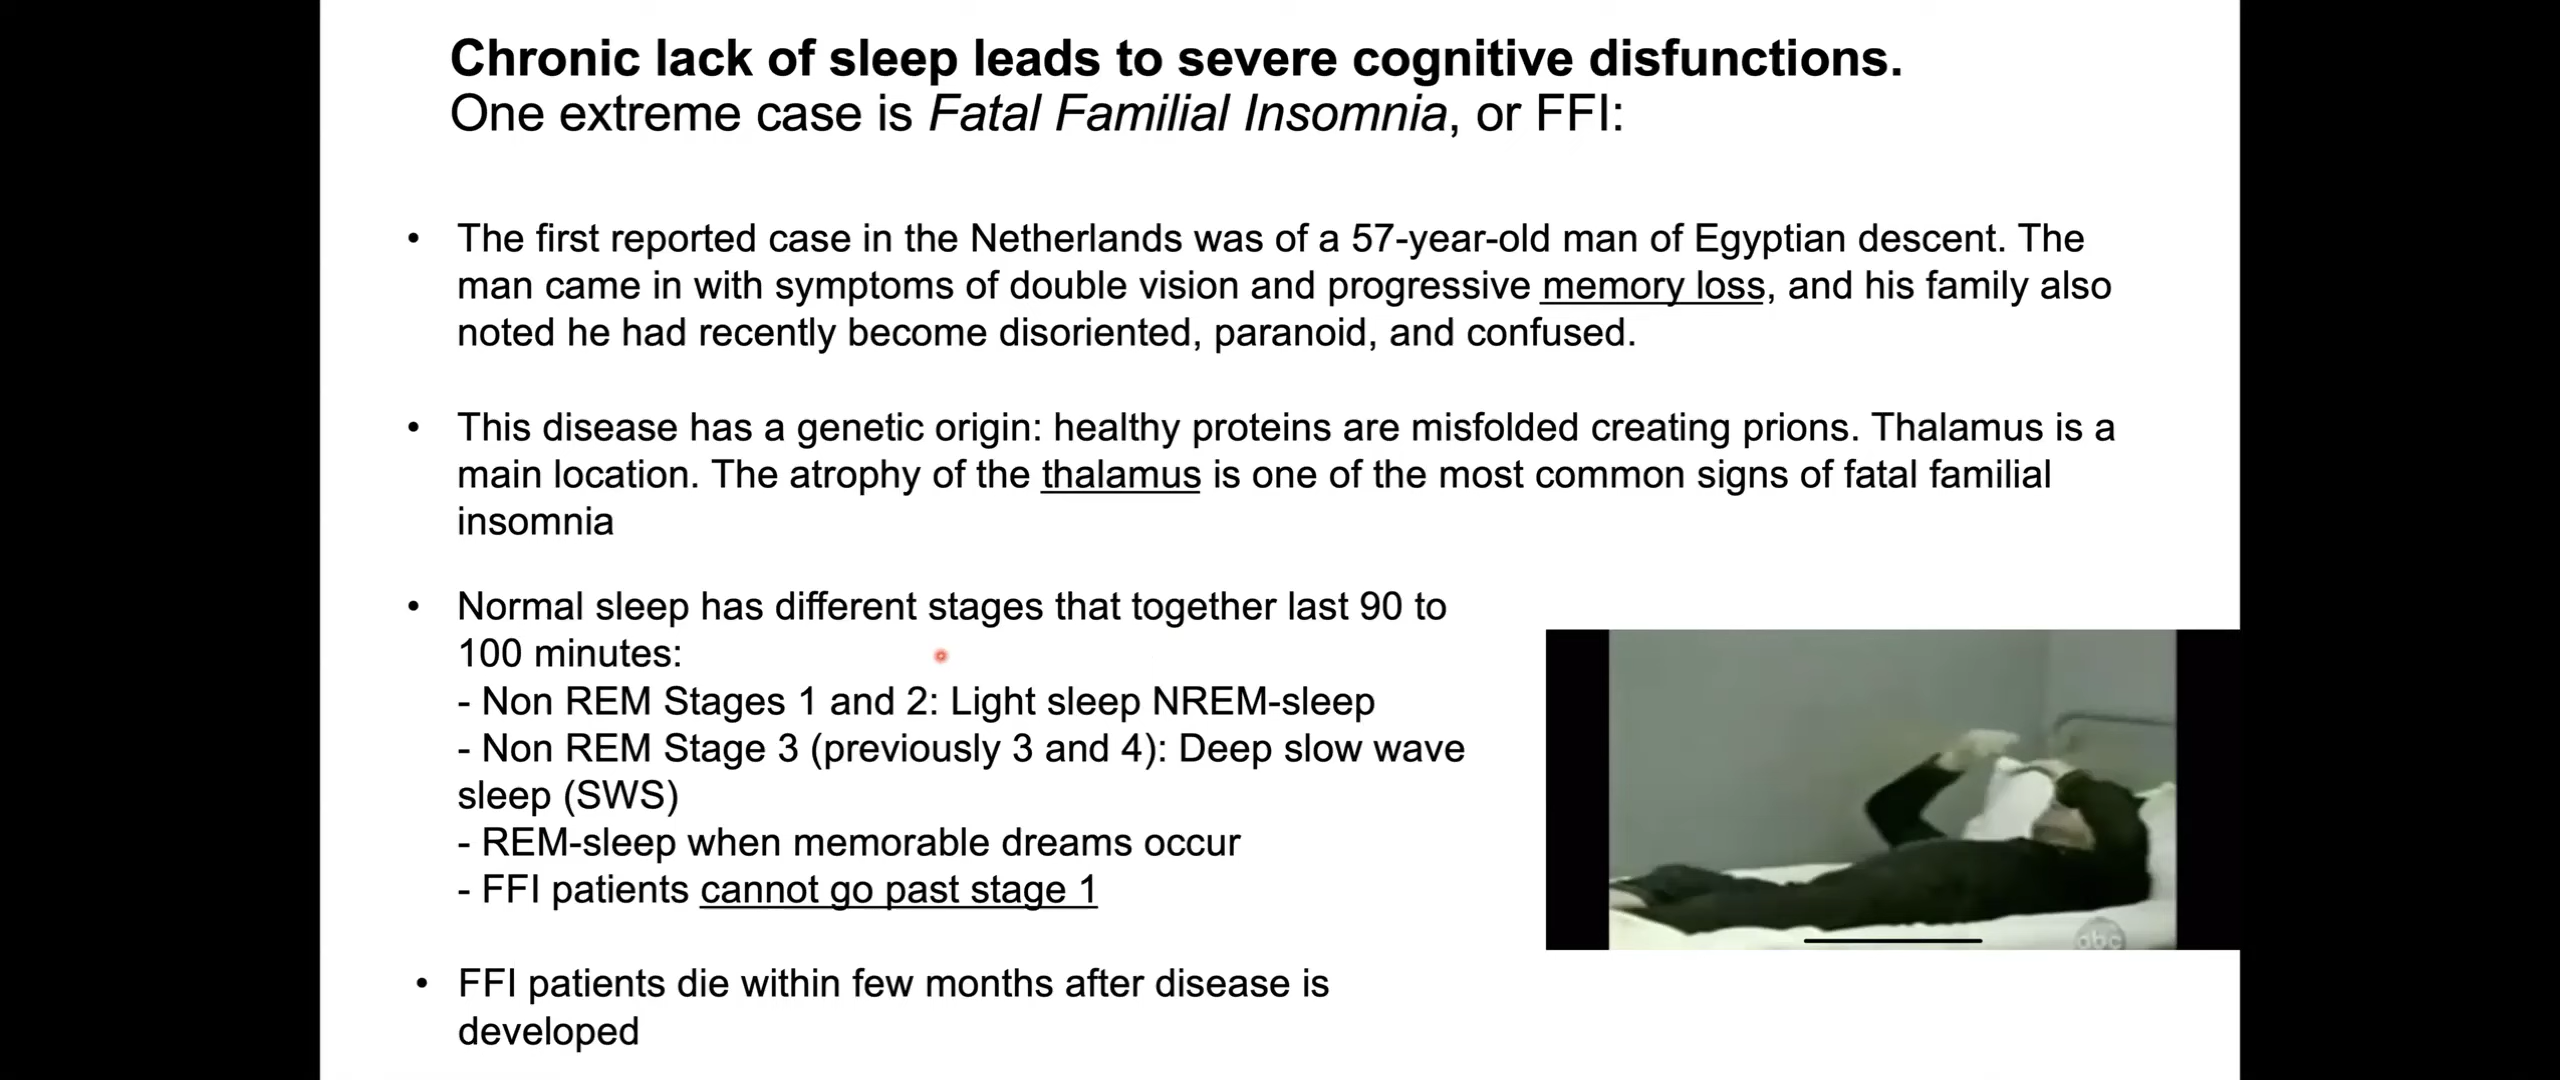 Chronic lack of sleep leads to severe cognitive disfunctions.
One extreme case is Fatal Familial Insomnia, or FFI:
• The first reported case in the Netherlands was of a 57-year-old man of Egyptian descent. The
man came in with symptoms of double vision and progressive memory loss, and his family also
noted he had recently become disoriented, paranoid, and confused.
• This disease has a genetic origin: healthy proteins are misfolded creating prions. Thalamus is a
main location. The atrophy of the thalamus is one of the most common signs of fatal familial
insomnia
• Normal sleep has different stages that together last 90 to
100 minutes:
- Non REM Stages 1 and 2: Light sleep NREM-sleep
- Non REM Stage 3 (previously 3 and 4): Deep slow wave
sleep (SWS)
- REM-sleep when memorable dreams occur
- FFI patients cannot go past stage 1
abc
• FFI patients die within few months after disease is
developed